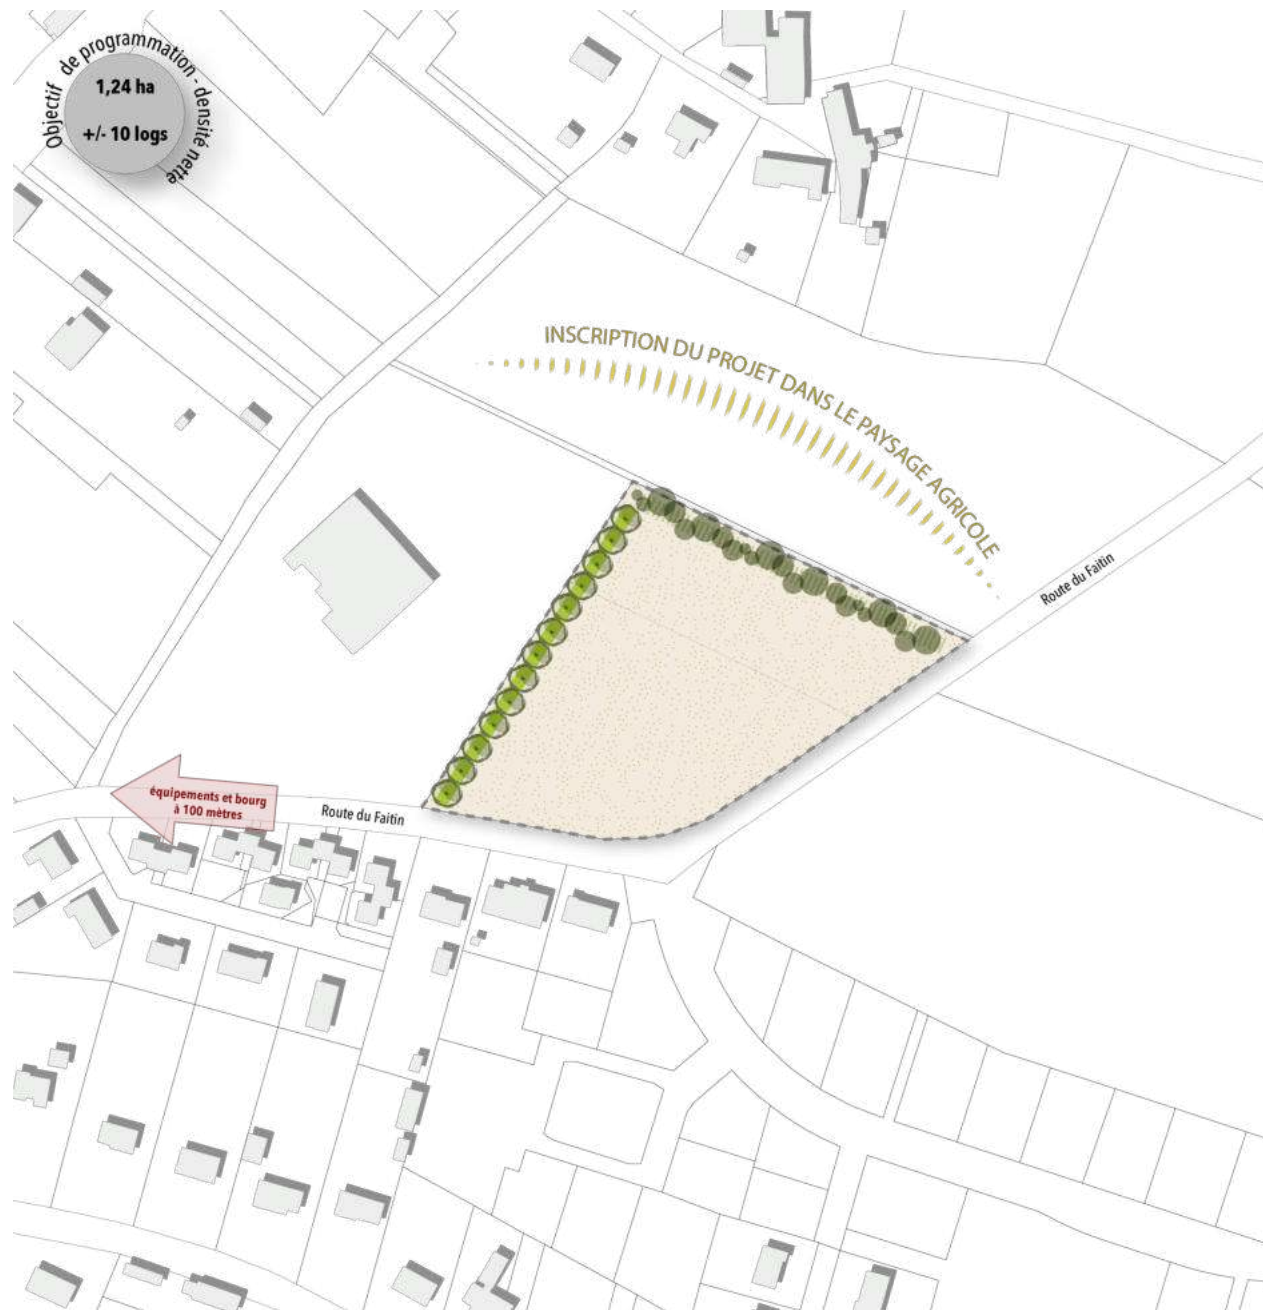 Objectif de programmation - densité nette
1,24 ha
+/- 10 logs
INSCRIPTION DU PROJET DANS LE PAYSAGE AGRICOLE
Route du Faitin
équipements et bourg
à 100 mètres
Route du Faitin